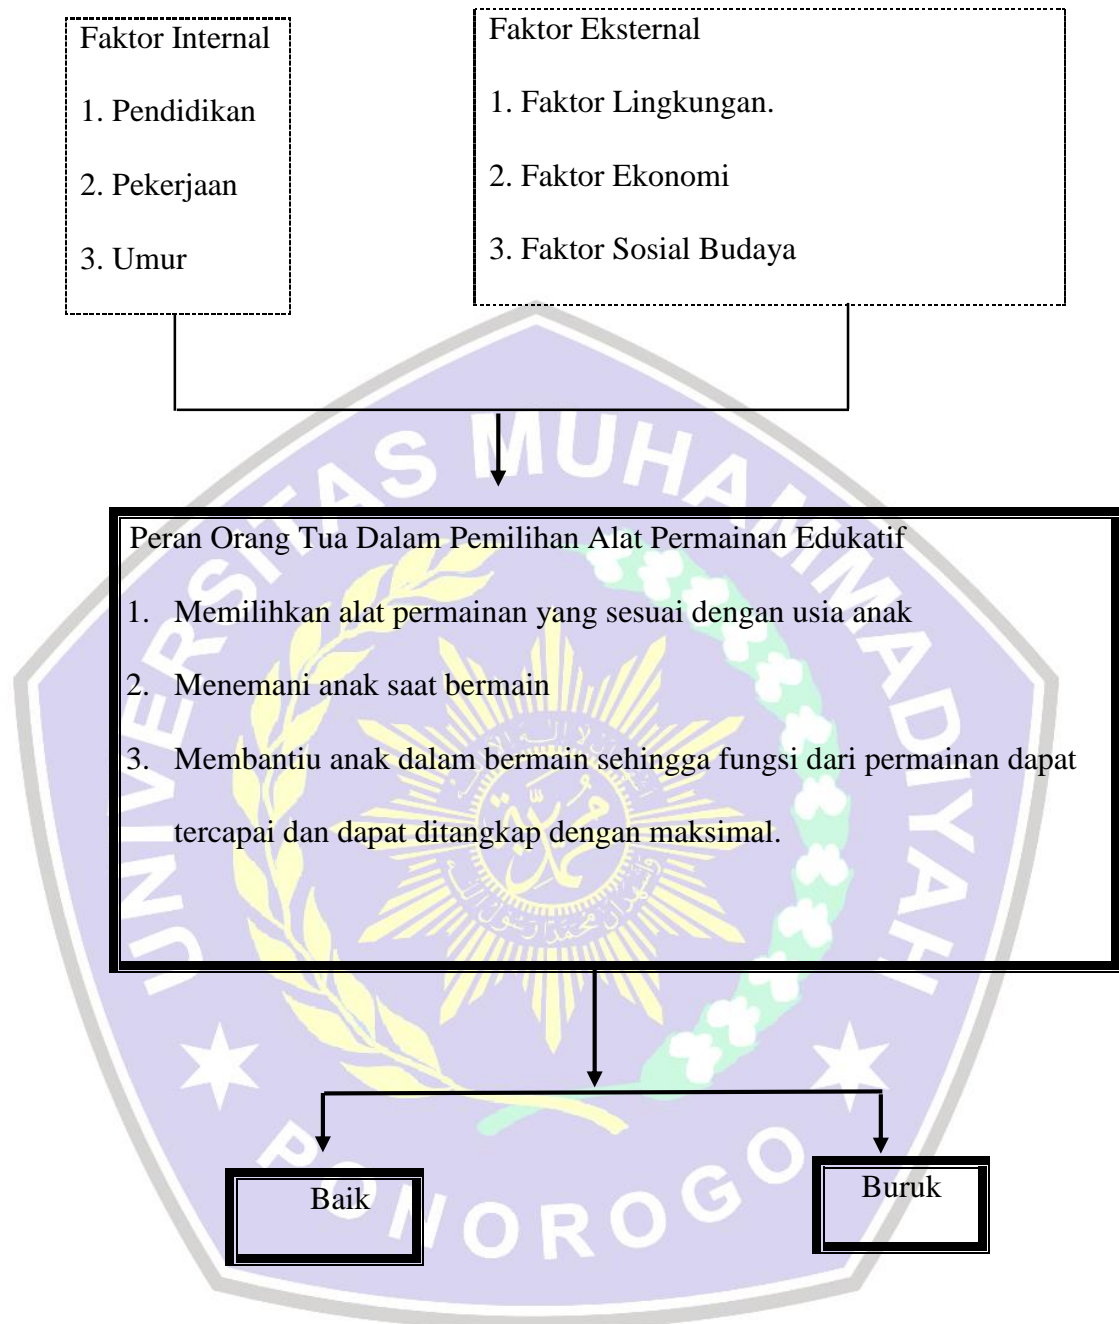 Faktor Internal
1. Pendidikan
2. Pekerjaan
3. Umur
Faktor Eksternal
1. Faktor Lingkungan.
2. Faktor Ekonomi
3. Faktor Sosial Budaya
Peran Orang Tua Dalam Pemilihan Alat Permainan Edukatif
1. Memilihkan alat permainan yang sesuai dengan usia anak
2. Menemani anak saat bermain
3. Membantiu anak dalam bermain sehingga fungsi dari permainan dapat
tercapai dan dapat ditangkap dengan maksimal.
Baik
Buruk
UNIVERSITAS MUHAMMADIYAH
PONOROGO